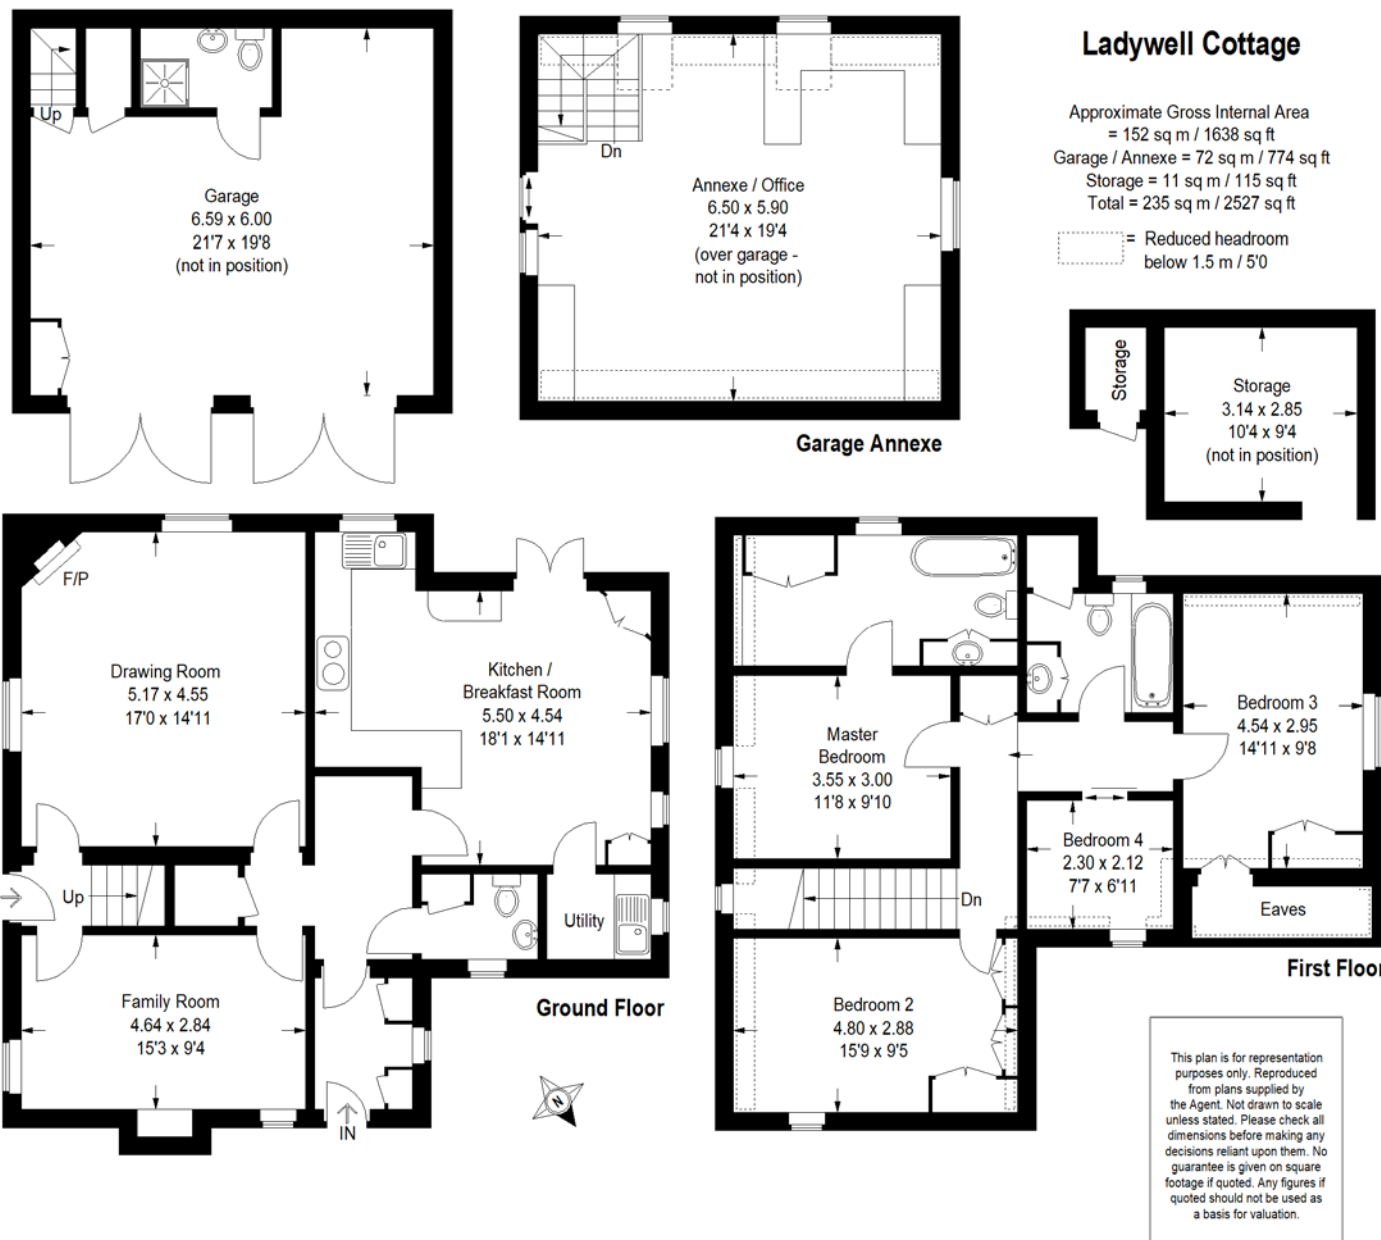 Ladywell Cottage
Approximate Gross Internal Area
= 152 sq m / 1638 sq ft
Garage / Annexe = 72 sq m / 774 sq ft
Storage = 11 sq m / 115 sq ft
Total = 235 sq m / 2527 sq ft
= Reduced headroom
below 1.5 m / 5'0
Up
Garage
6.59 x 6.00
21'7 x 19'8
(not in position)
Dn
Annexe / Office
6.50 x 5.90
21'4 x 19'4
(over garage -
not in position)
Garage Annexe
Storage
Storage
3.14 x 2.85
10'4 x 9'4
(not in position)
F/P
Drawing Room
5.17 x 4.55
17'0 x 14'11
Kitchen /
Breakfast Room
5.50 x 4.54
18'1 x 14'11
Up
Utility
Family Room
4.64 x 2.84
15'3 x 9'4
IN
Ground Floor
N
Master
Bedroom
3.55 x 3.00
11'8 x 9'10
Bedroom 3
4.54 x 2.95
14'11 x 9'8
Bedroom 4
2.30 x 2.12
7'7 x 6'11
Dn
Eaves
Bedroom 2
4.80 x 2.88
15'9 x 9'5
First Floor
This plan is for representation
purposes only. Reproduced
from plans supplied by
the Agent. Not drawn to scale
unless stated. Please check all
dimensions before making any
decisions reliant upon them. No
guarantee is given on square
footage if quoted. Any figures if
quoted should not be used as
a basis for valuation.